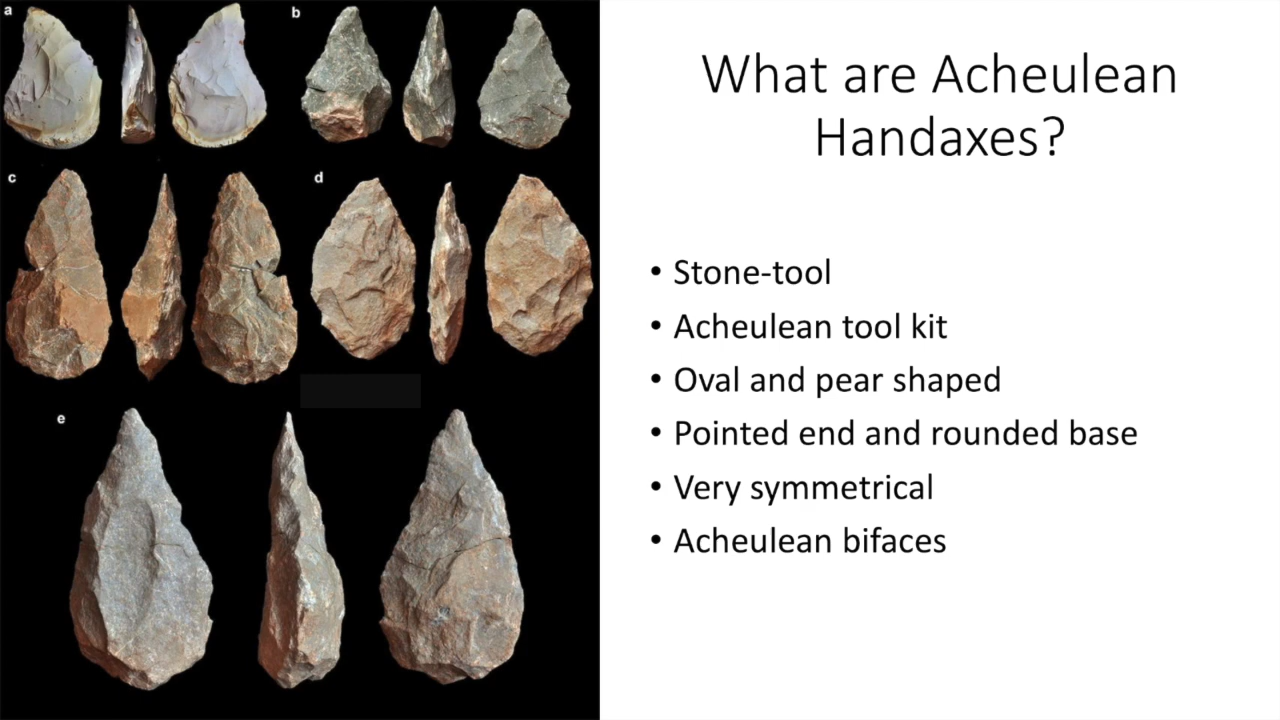 a
b
c
d
e
What are Acheulean
Handaxes?
• Stone-tool
• Acheulean tool kit
• Oval and pear shaped
• Pointed end and rounded base
• Very symmetrical
• Acheulean bifaces